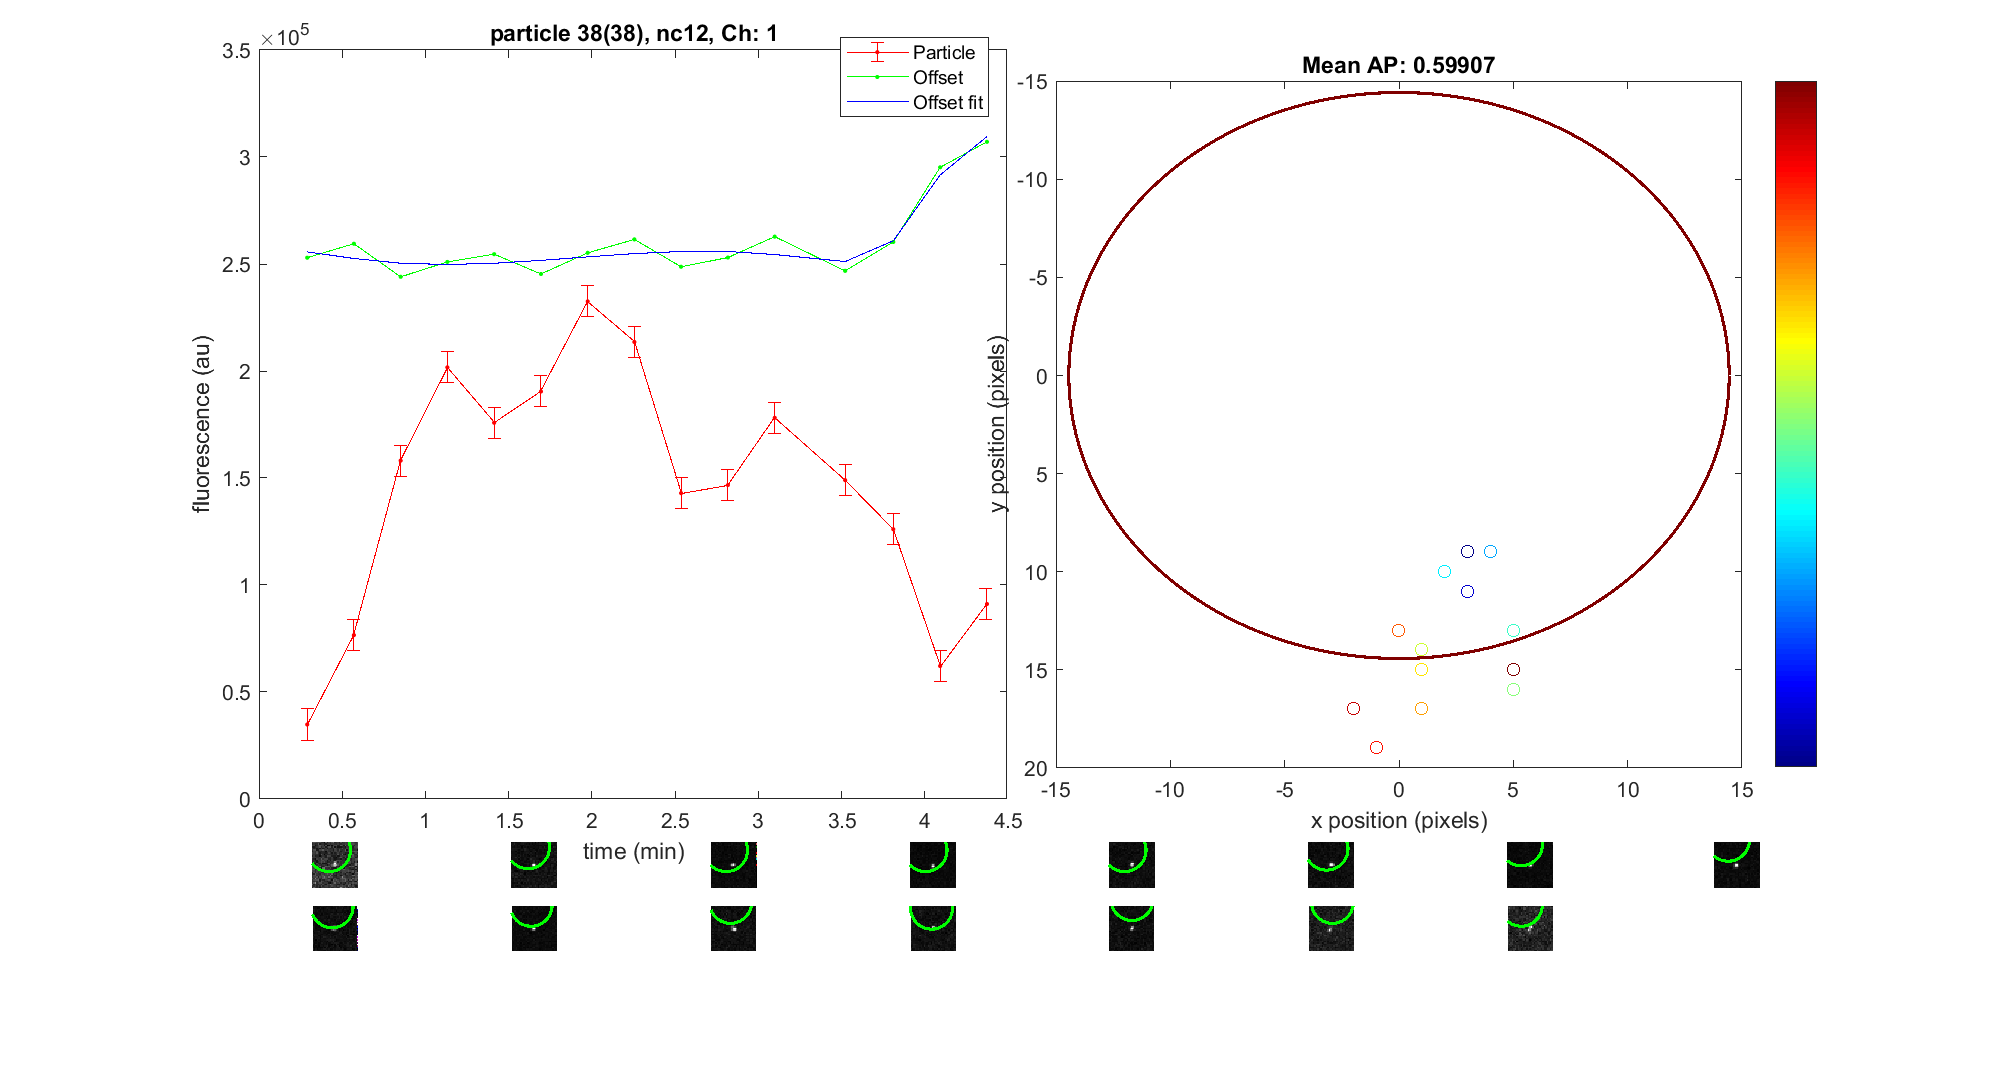 particle 38(38), nc12, Ch: 1
×10^5
3.5
3
2.5
2
1.5
1
0.5
0
fluorescence (au)
0 0.5 1 1.5 2 2.5 3 3.5 4 4.5
time (min)
Particle
Offset
Offset fit
Mean AP: 0.59907
-15
-10
-5
0
5
10
15
20
y position (pixels)
-15 -10 -5 0 5 10 15
x position (pixels)